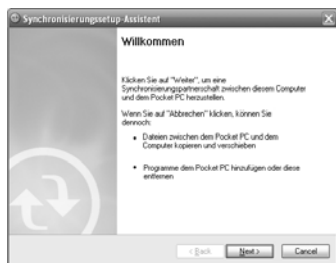 Synchronisierungssetup-Assistent
Willkommen
Klicken Sie auf "Weiter", um eine
Synchronisierungspartnerschaft zwischen diesem Computer
und dem Pocket PC herzustellen.
Wenn Sie auf "Abbrechen" klicken, können Sie
dennoch:
• Dateien zwischen dem Pocket PC und dem
Computer kopieren und verschieben
• Programme dem Pocket PC hinzufügen oder diese
entfernen
< Back
Next >
Cancel